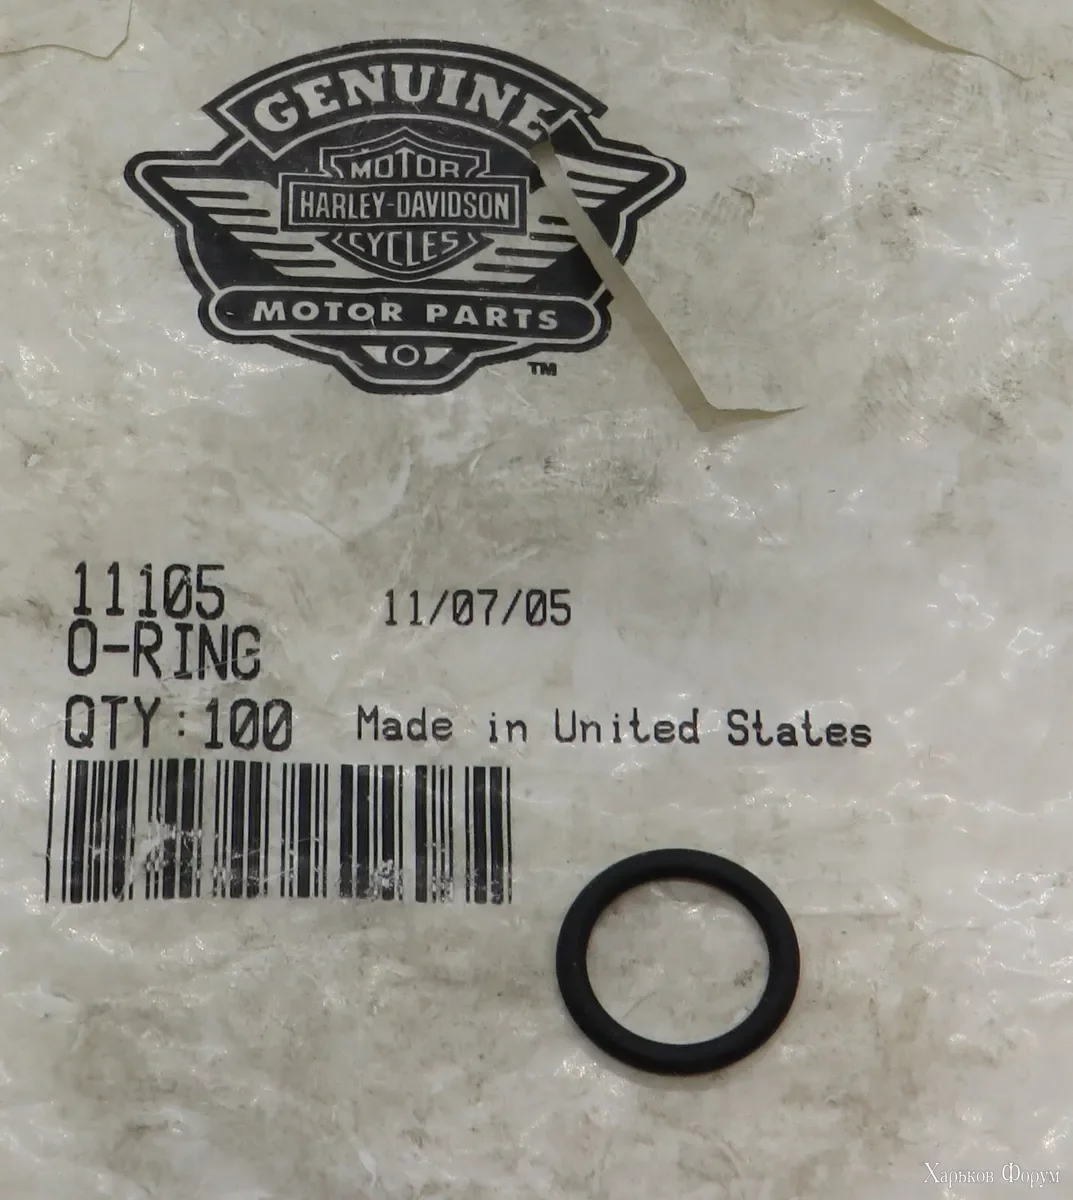 GENUINE
MOTOR
HARLEY-DAVIDSON
CYCLES
MOTOR PARTS
TM
11105
11/07/05
O-RING
QTY:100
Made in United States
Харьков Форум